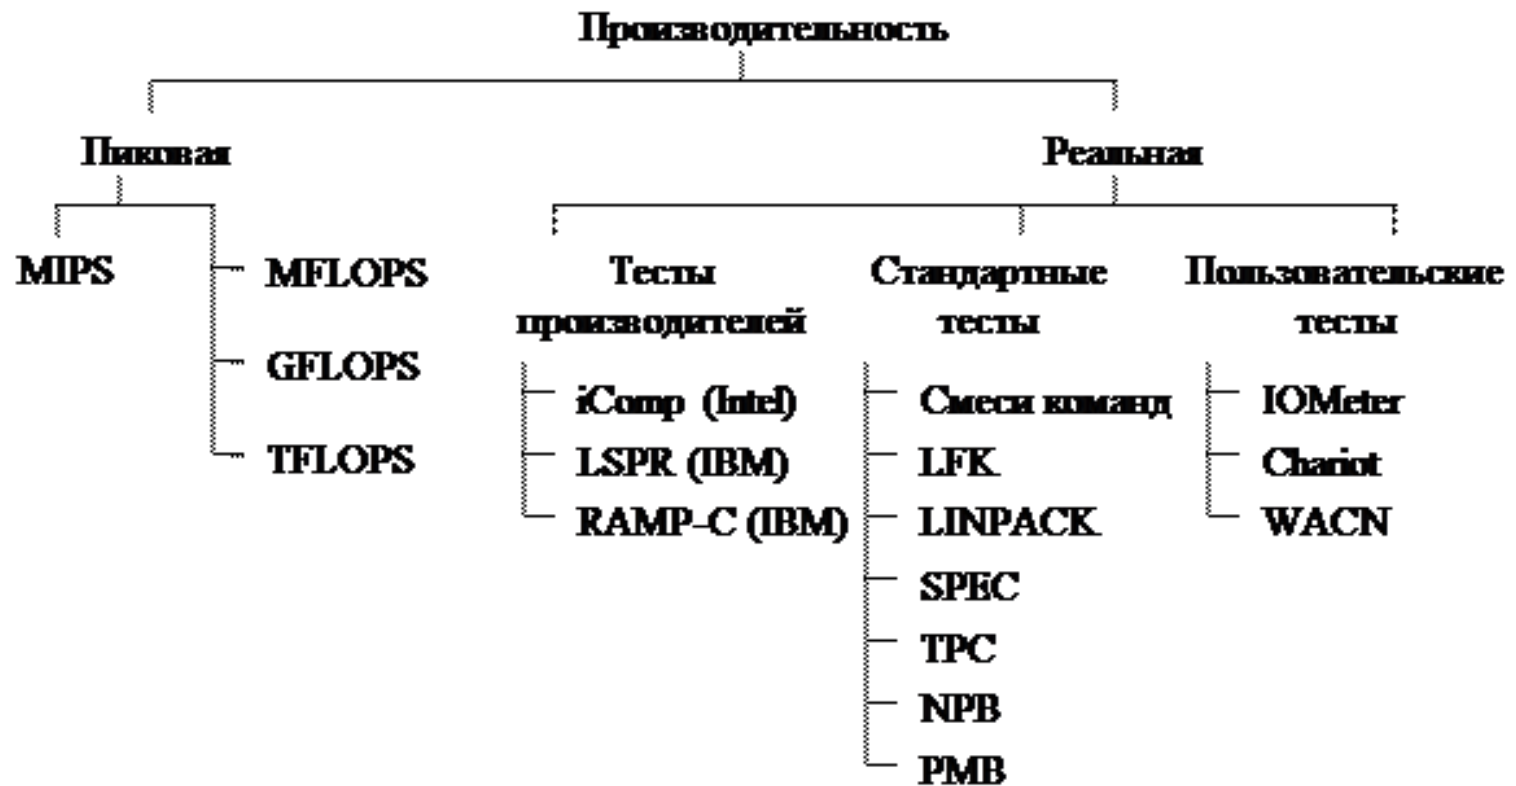 Производительность
Пиковая
Реальная
MIPS
MFLOPS
GFLOPS
TFLOPS
Тесты
производителей
iComp (Intel)
LSPR (IBM)
RAMP-C (IBM)
Стандартные
тесты
Смеси команд
LFK
LINPACK
SPEC
TPC
NPB
PMB
Пользовательские
тесты
IOMeter
Chariot
WACN